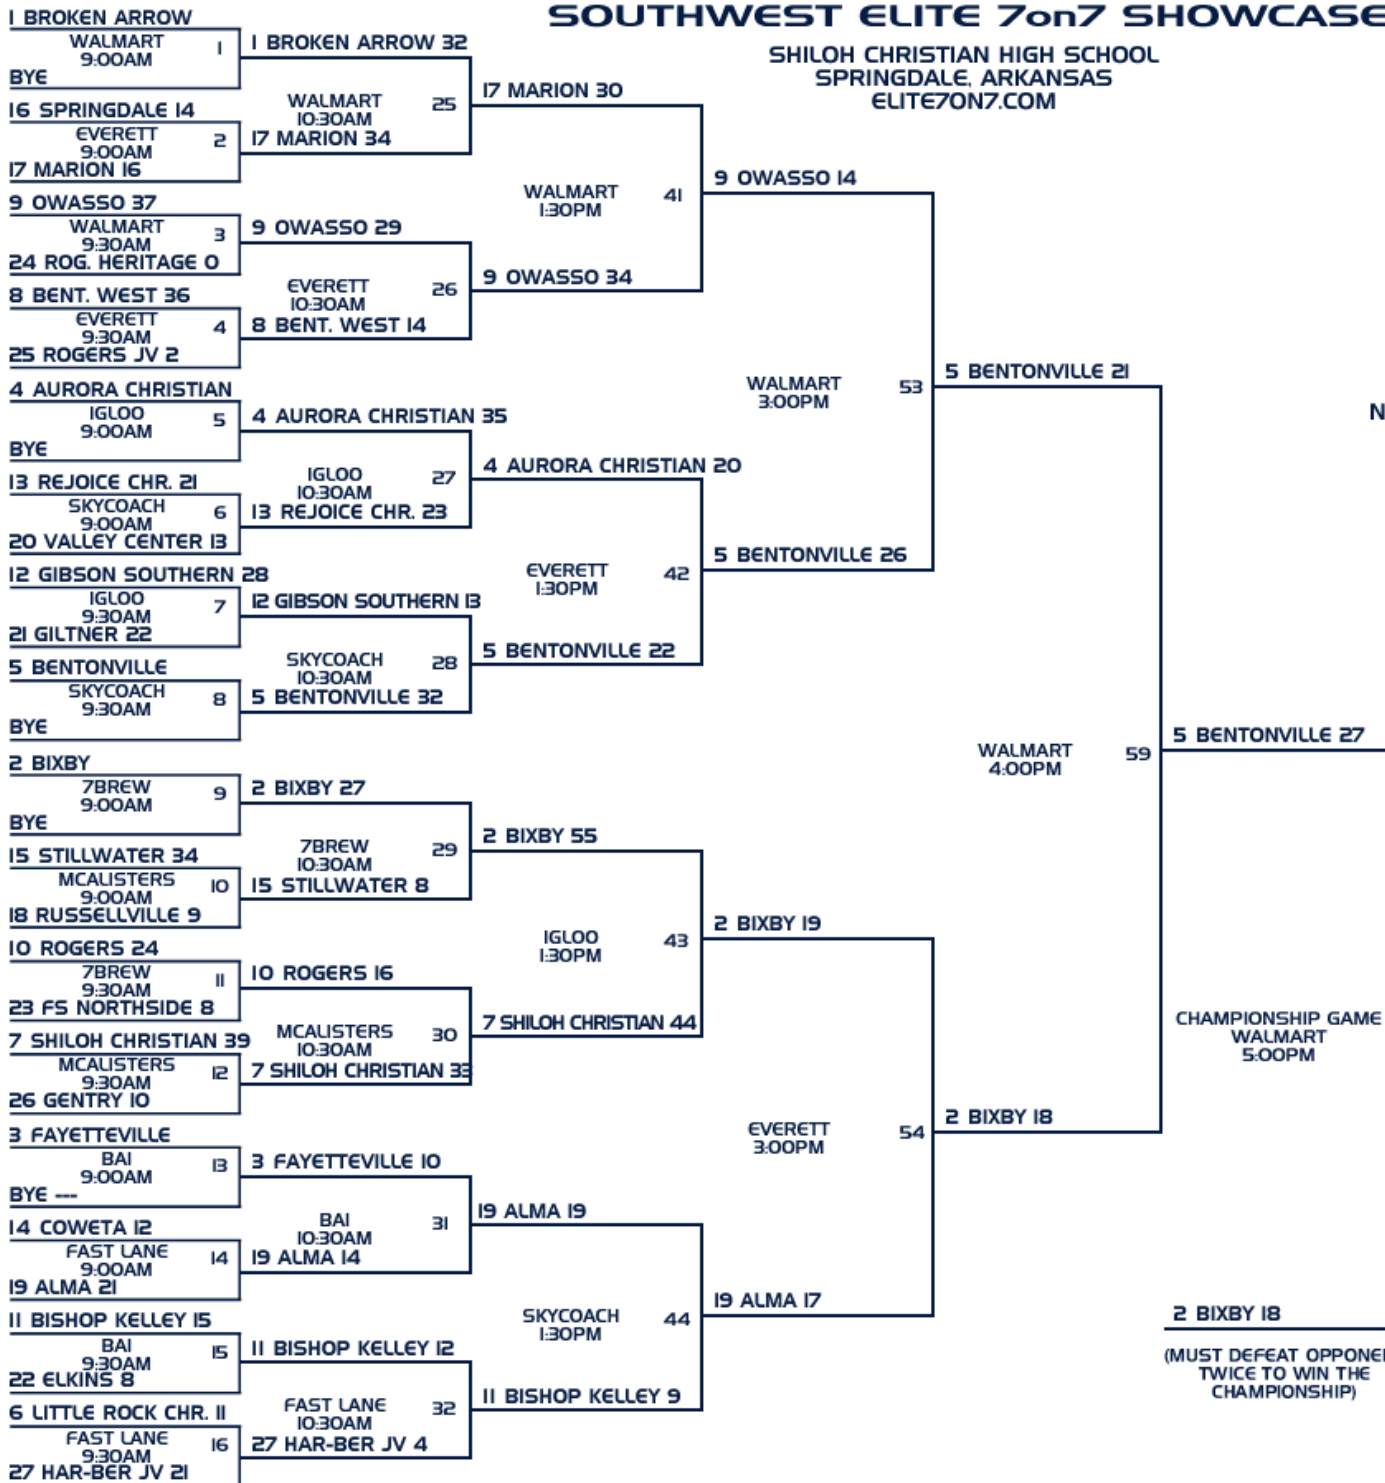 SOUTHWEST ELITE 7on7 SHOWCASE
SHILOH CHRISTIAN HIGH SCHOOL
SPRINGDALE, ARKANSAS
ELITE7ON7.COM
1 BROKEN ARROW
WALMART 1
9:00AM
BYE
16 SPRINGDALE 14
EVERETT 2
9:00AM
17 MARION 16
9 OWASSO 37
WALMART 3
9:30AM
24 ROG. HERITAGE 0
8 BENT. WEST 36
EVERETT 4
9:30AM
25 ROGERS JV 2
4 AURORA CHRISTIAN
IGLOO 5
9:00AM
BYE
13 REJOICE CHR. 21
SKYCOACH 6
9:00AM
20 VALLEY CENTER 13
12 GIBSON SOUTHERN 28
IGLOO 7
9:30AM
21 GILTNER 22
5 BENTONVILLE
SKYCOACH 8
9:30AM
BYE
2 BIXBY
7BREW 9
9:00AM
BYE
15 STILLWATER 34
MCALISTERS 10
9:00AM
18 RUSSELLVILLE 9
10 ROGERS 24
7BREW 11
9:30AM
23 FS NORTHSIDE 8
7 SHILOH CHRISTIAN 39
MCALISTERS 12
9:30AM
26 GENTRY 10
3 FAYETTEVILLE
BAI 13
9:00AM
BYE ---
14 COWETA 12
FAST LANE 14
9:00AM
19 ALMA 21
11 BISHOP KELLEY 15
BAI 15
9:30AM
22 ELKINS 8
6 LITTLE ROCK CHR. 11
FAST LANE 16
9:30AM
27 HAR-BER JV 21
1 BROKEN ARROW 32
WALMART 25
10:30AM
17 MARION 34
9 OWASSO 29
EVERETT 26
10:30AM
8 BENT. WEST 14
4 AURORA CHRISTIAN 35
IGLOO 27
10:30AM
13 REJOICE CHR. 23
12 GIBSON SOUTHERN 13
SKYCOACH 28
10:30AM
5 BENTONVILLE 32
2 BIXBY 27
7BREW 29
10:30AM
15 STILLWATER 8
10 ROGERS 16
MCALISTERS 30
10:30AM
7 SHILOH CHRISTIAN 33
3 FAYETTEVILLE 10
BAI 31
10:30AM
19 ALMA 14
11 BISHOP KELLEY 12
FAST LANE 32
10:30AM
27 HAR-BER JV 4
17 MARION 30
WALMART 41
1:30PM
9 OWASSO 34
4 AURORA CHRISTIAN 20
EVERETT 42
1:30PM
5 BENTONVILLE 22
2 BIXBY 55
IGLOO 43
1:30PM
7 SHILOH CHRISTIAN 44
19 ALMA 19
SKYCOACH 44
1:30PM
11 BISHOP KELLEY 9
9 OWASSO 14
WALMART 53
3:00PM
5 BENTONVILLE 26
2 BIXBY 19
EVERETT 54
3:00PM
19 ALMA 17
5 BENTONVILLE 21
WALMART 59
4:00PM
2 BIXBY 18
N
5 BENTONVILLE 27
CHAMPIONSHIP GAME
WALMART
5:00PM
2 BIXBY 18
(MUST DEFEAT OPPONE
TWICE TO WIN THE
CHAMPIONSHIP)